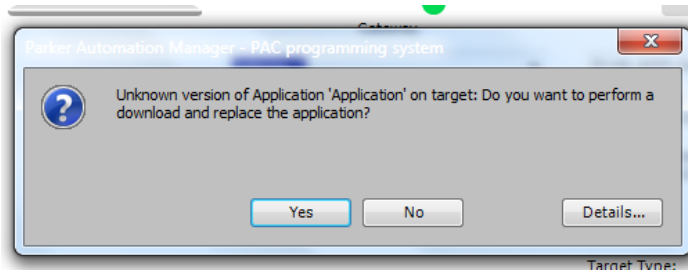 Gateway
Parker Automation Manager - PAC programming system
Unknown version of Application 'Application' on target: Do you want to perform a
download and replace the application?
Yes
No
Details...
Target Type: